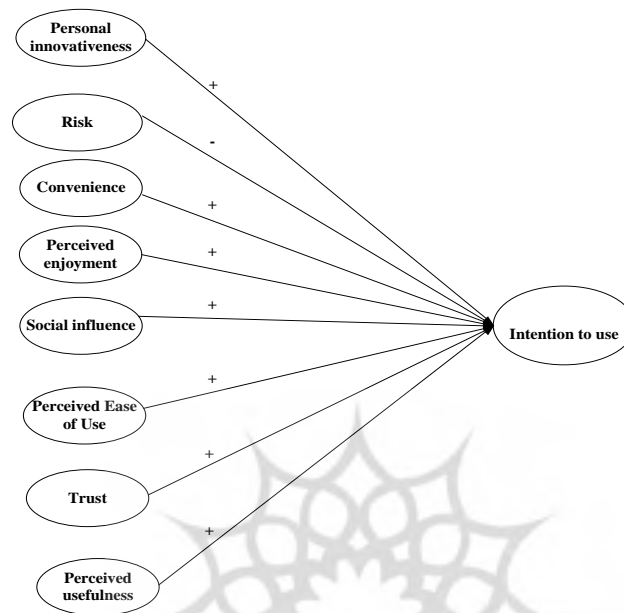 Personal
innovativeness
+
Risk
-
Convenience
+
Perceived
enjoyment
+
Social influence
+
Intention to use
Perceived Ease
of Use
+
Trust
+
Perceived
usefulness
+